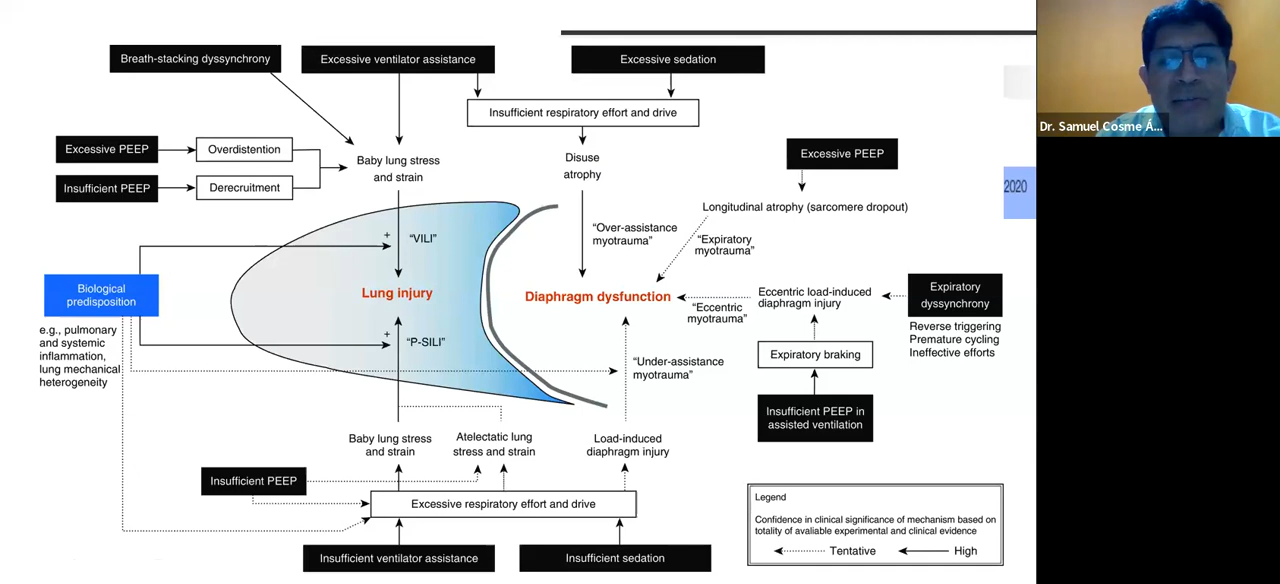 Breath-stacking dyssynchrony
Excessive ventilator assistance
Excessive sedation
Dr. Samuel Cosme Á...
Insufficient respiratory effort and drive
Excessive PEEP
Overdistention
Baby lung stress
and strain
Disuse
atrophy
Excessive PEEP
Insufficient PEEP
Derecruitment
2020
Longitudinal atrophy (sarcomere dropout)
+
“VILI”
“Over-assistance
myotrauma”
“Expiratory
myotrauma”
Biological
predisposition
Lung injury
Diaphragm dysfunction
Eccentric load-induced
diaphragm injury
Expiratory
dyssynchrony
“Eccentric
myotrauma”
e.g., pulmonary
and systemic
inflammation,
lung mechanical
heterogeneity
+
“P-SILI”
“Under-assistance
myotrauma”
Reverse triggering
Premature cycling
Ineffective efforts
Expiratory braking
Insufficient PEEP in
assisted ventilation
Baby lung stress
and strain
Atelectatic lung
stress and strain
Load-induced
diaphragm injury
Insufficient PEEP
Excessive respiratory effort and drive
Insufficient ventilator assistance
Insufficient sedation
Legend
Confidence in clinical significance of mechanism based on
totality of avaliable experimental and clinical evidence
Tentative
High